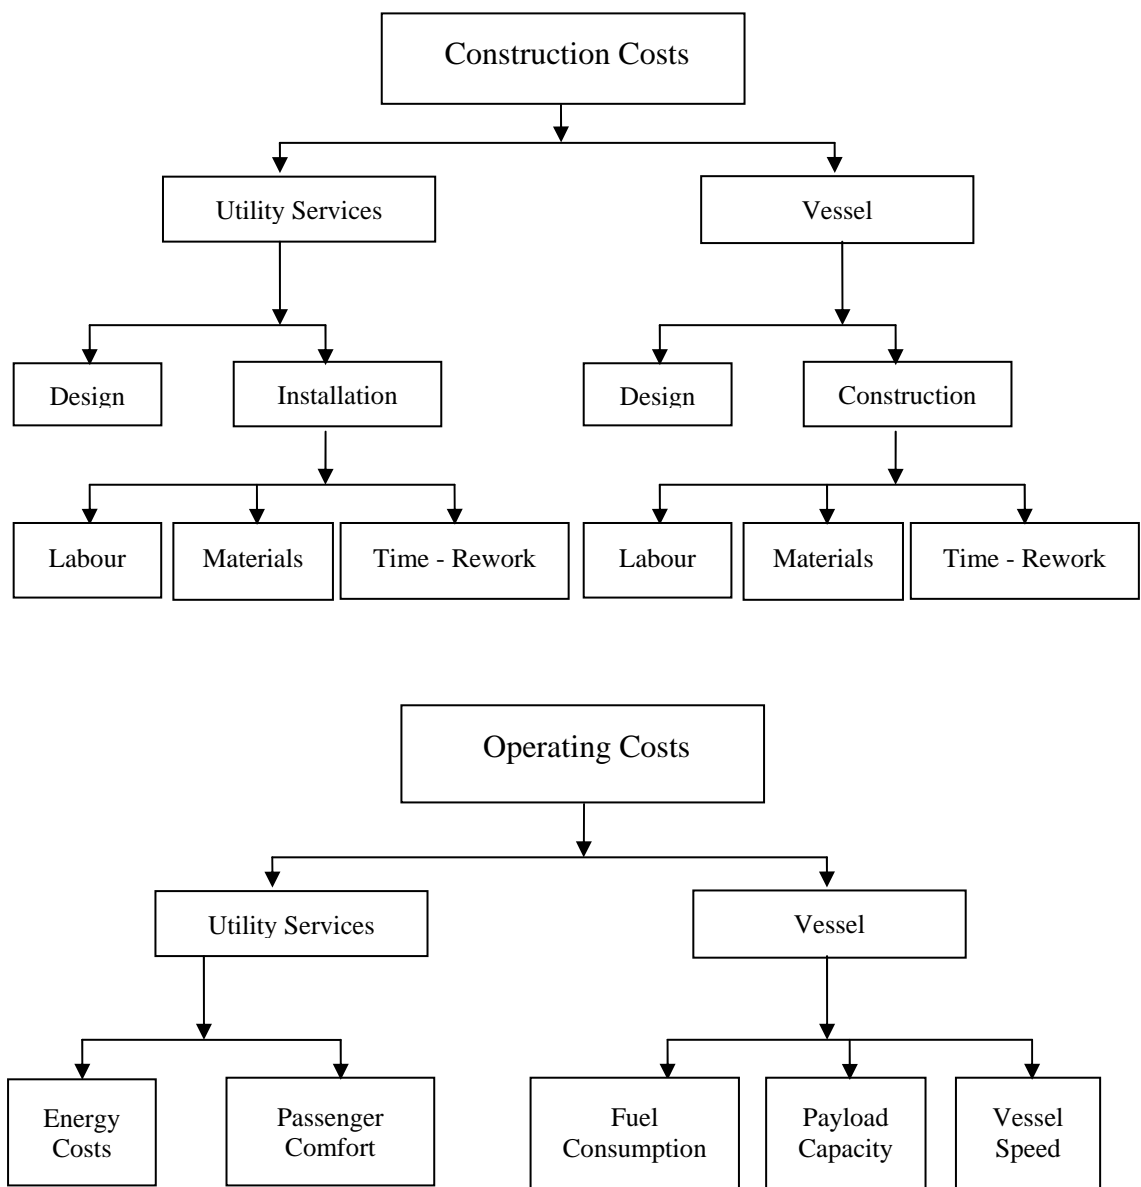 Construction Costs
Utility Services
Vessel
Design
Installation
Design
Construction
Labour
Materials
Time - Rework
Labour
Materials
Time - Rework
Operating Costs
Utility Services
Vessel
Energy
Costs
Passenger
Comfort
Fuel
Consumption
Payload
Capacity
Vessel
Speed